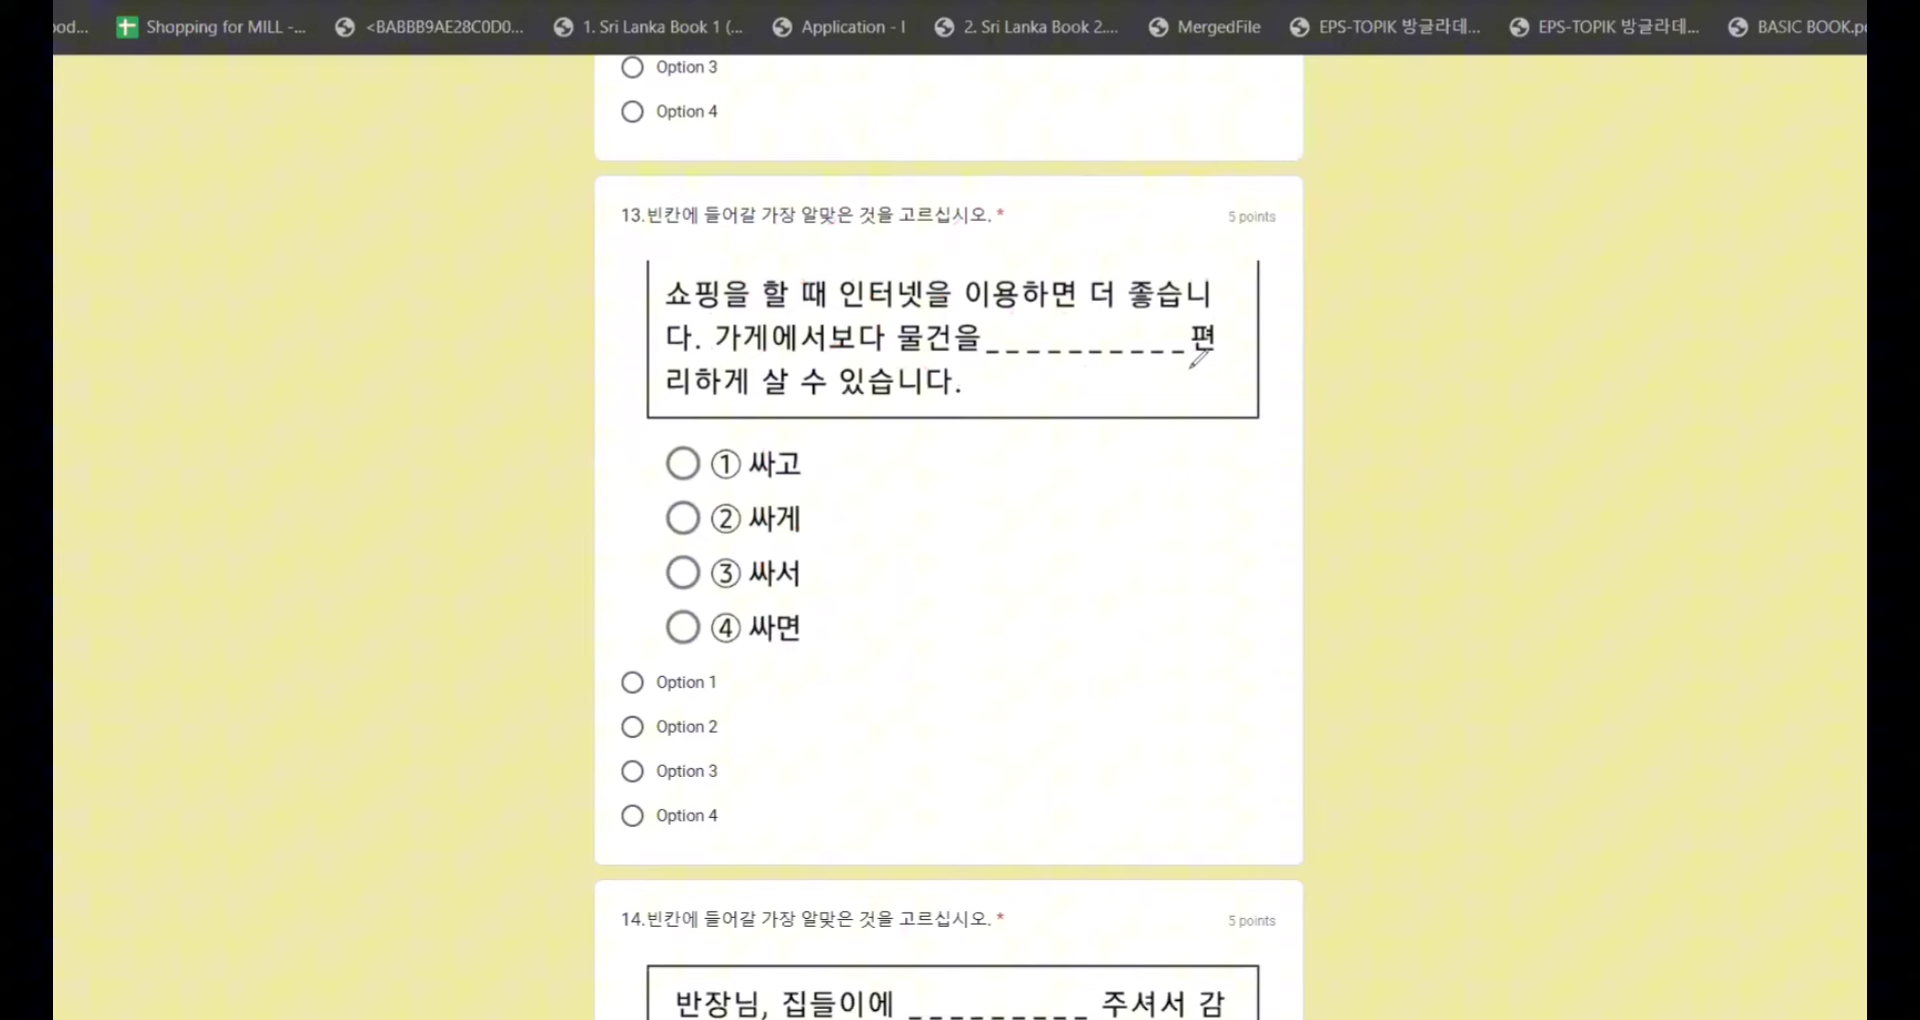 Shopping for MILL -...
<BABBB9AE28C0D0...
1. Sri Lanka Book 1 (...
Application - I
2. Sri Lanka Book 2....
MergedFile
EPS-TOPIK 방글라데...
EPS-TOPIK 방글라데...
BASIC BOOK.p
Option 3
Option 4
13.빈칸에 들어갈 가장 알맞은 것을 고르십시오. *
5 points
쇼핑을 할 때 인터넷을 이용하면 더 좋습니
다. 가게에서보다 물건을__________편
리하게 살 수 있습니다.
① 싸고
② 싸게
③ 싸서
④ 싸면
Option 1
Option 2
Option 3
Option 4
14.빈칸에 들어갈 가장 알맞은 것을 고르십시오. *
5 points
반장님, 집들이에 _________ 주셔서 감